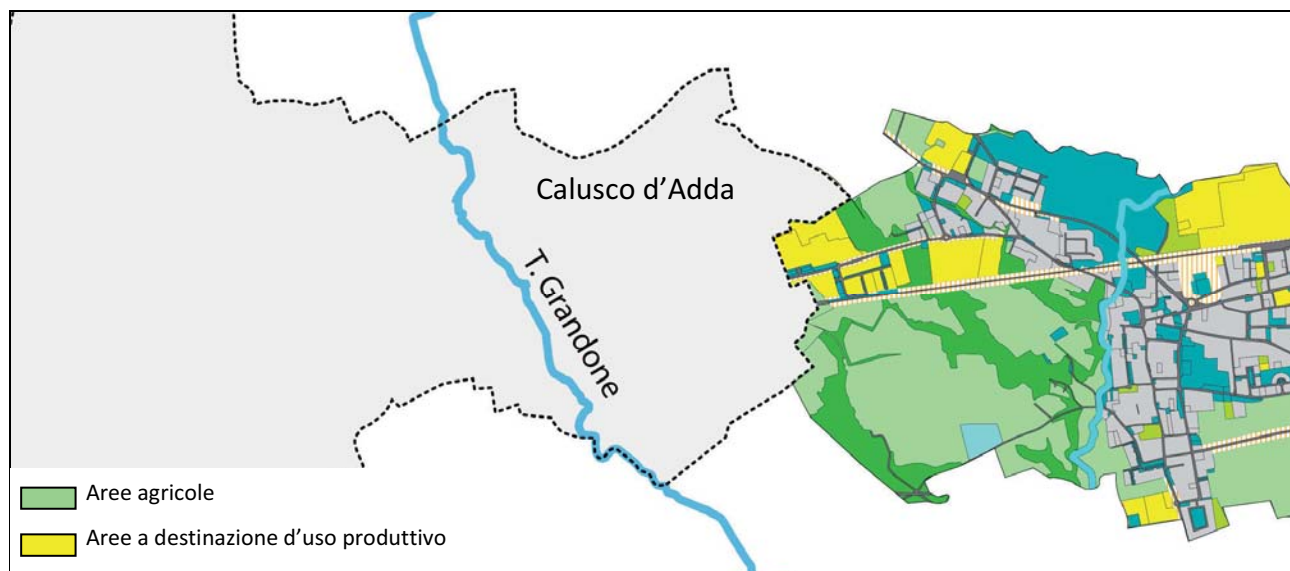 Calusco d’Adda
T. Grandone
Aree agricole
Aree a destinazione d’uso produttivo